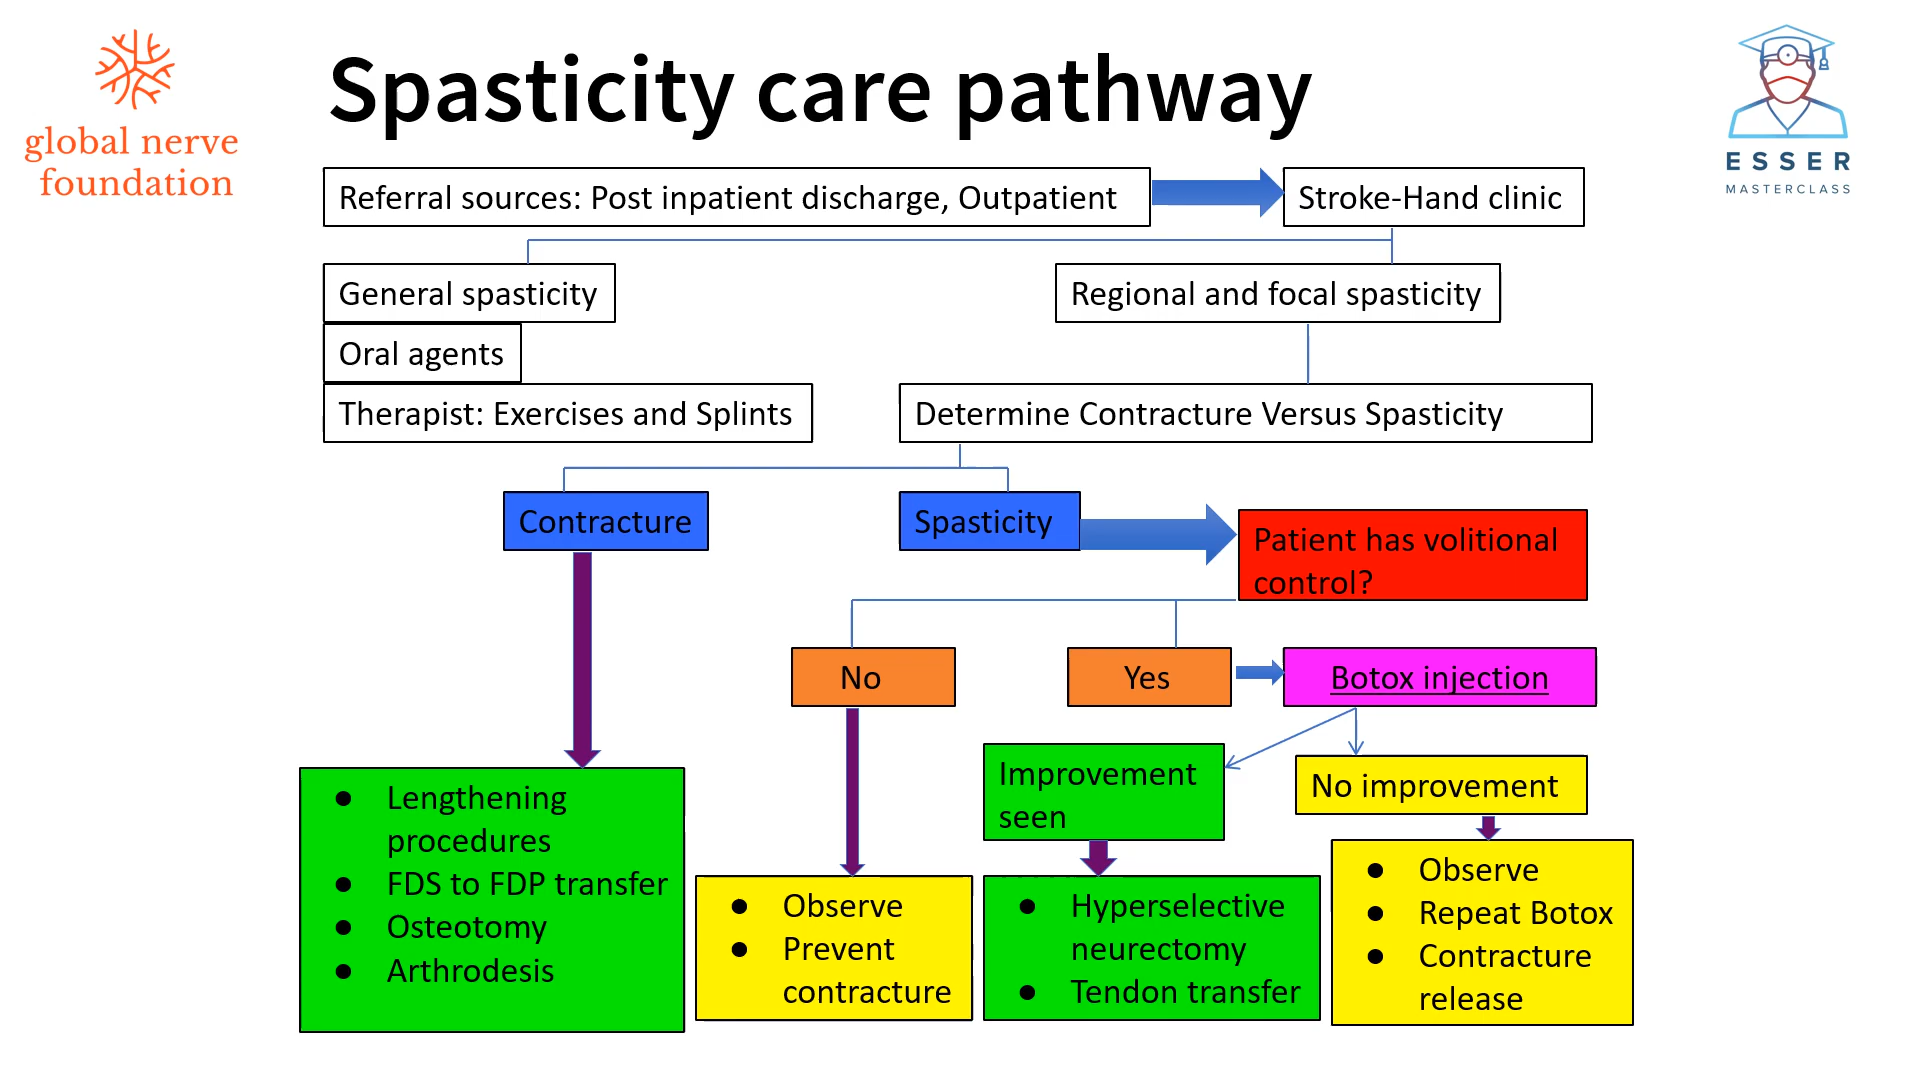 global nerve
foundation
Spasticity care pathway
ESSER
MASTERCLASS
Referral sources: Post inpatient discharge, Outpatient
Stroke-Hand clinic
General spasticity
Regional and focal spasticity
Oral agents
Therapist: Exercises and Splints
Determine Contracture Versus Spasticity
Contracture
Spasticity
Patient has volitional
control?
No
Yes
Botox injection
Improvement
seen
No improvement
● Lengthening
procedures
● FDS to FDP transfer
● Osteotomy
● Arthrodesis
● Observe
● Prevent
contracture
● Hyperselective
neurectomy
● Tendon transfer
● Observe
● Repeat Botox
● Contracture
release